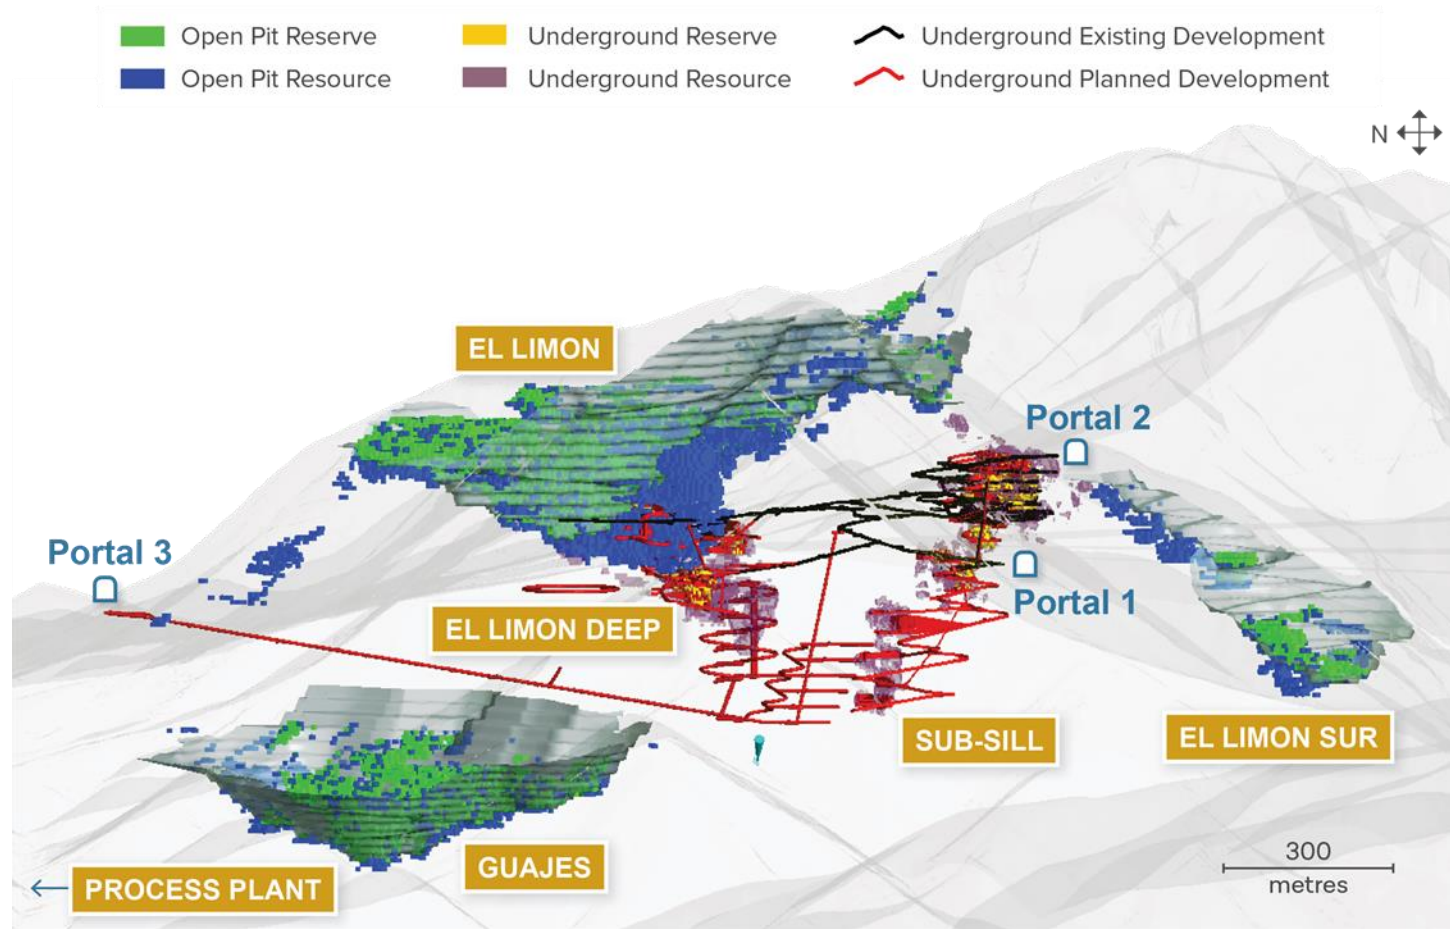 Open Pit Reserve
Underground Reserve
Underground Existing Development
Open Pit Resource
Underground Resource
Underground Planned Development
N
EL LIMON
Portal 2
Portal 3
Portal 1
EL LIMON DEEP
SUB-SILL
EL LIMON SUR
300
metres
GUAJES
PROCESS PLANT